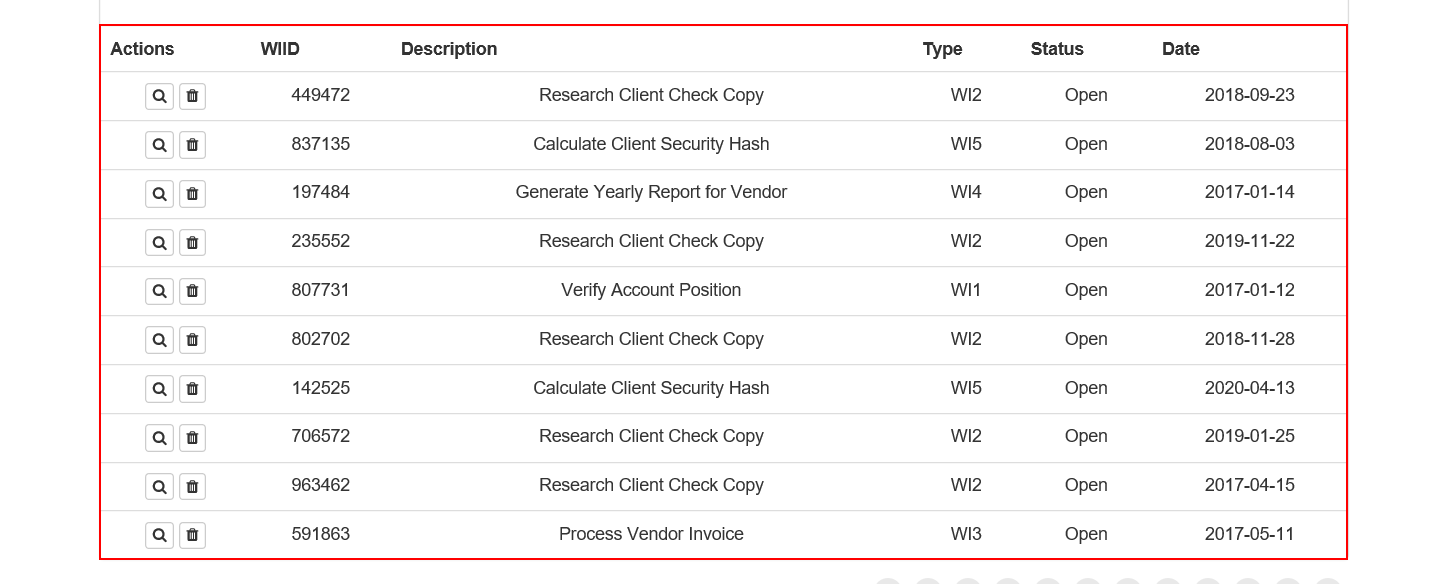 Actions WIID Description Type Status Date
449472 Research Client Check Copy WI2 Open 2018-09-23
837135 Calculate Client Security Hash WI5 Open 2018-08-03
197484 Generate Yearly Report for Vendor WI4 Open 2017-01-14
235552 Research Client Check Copy WI2 Open 2019-11-22
807731 Verify Account Position WI1 Open 2017-01-12
802702 Research Client Check Copy WI2 Open 2018-11-28
142525 Calculate Client Security Hash WI5 Open 2020-04-13
706572 Research Client Check Copy WI2 Open 2019-01-25
963462 Research Client Check Copy WI2 Open 2017-04-15
591863 Process Vendor Invoice WI3 Open 2017-05-11